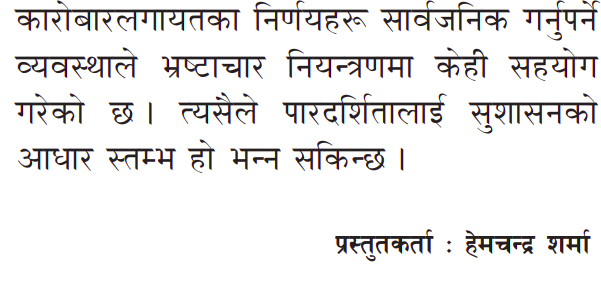 कारोबारलगायतका निर्णयहरू सार्वजनिक गर्नुपर्ने
व्यवस्थाले भ्रष्टाचार नियन्त्रणमा केही सहयोग
गरेको छ । त्यसैले पारदर्शितालाई सुशासनको
आधार स्तम्भ हो भन्न सकिन्छ ।
प्रस्तुतकर्ता : हेमचन्द्र शर्मा